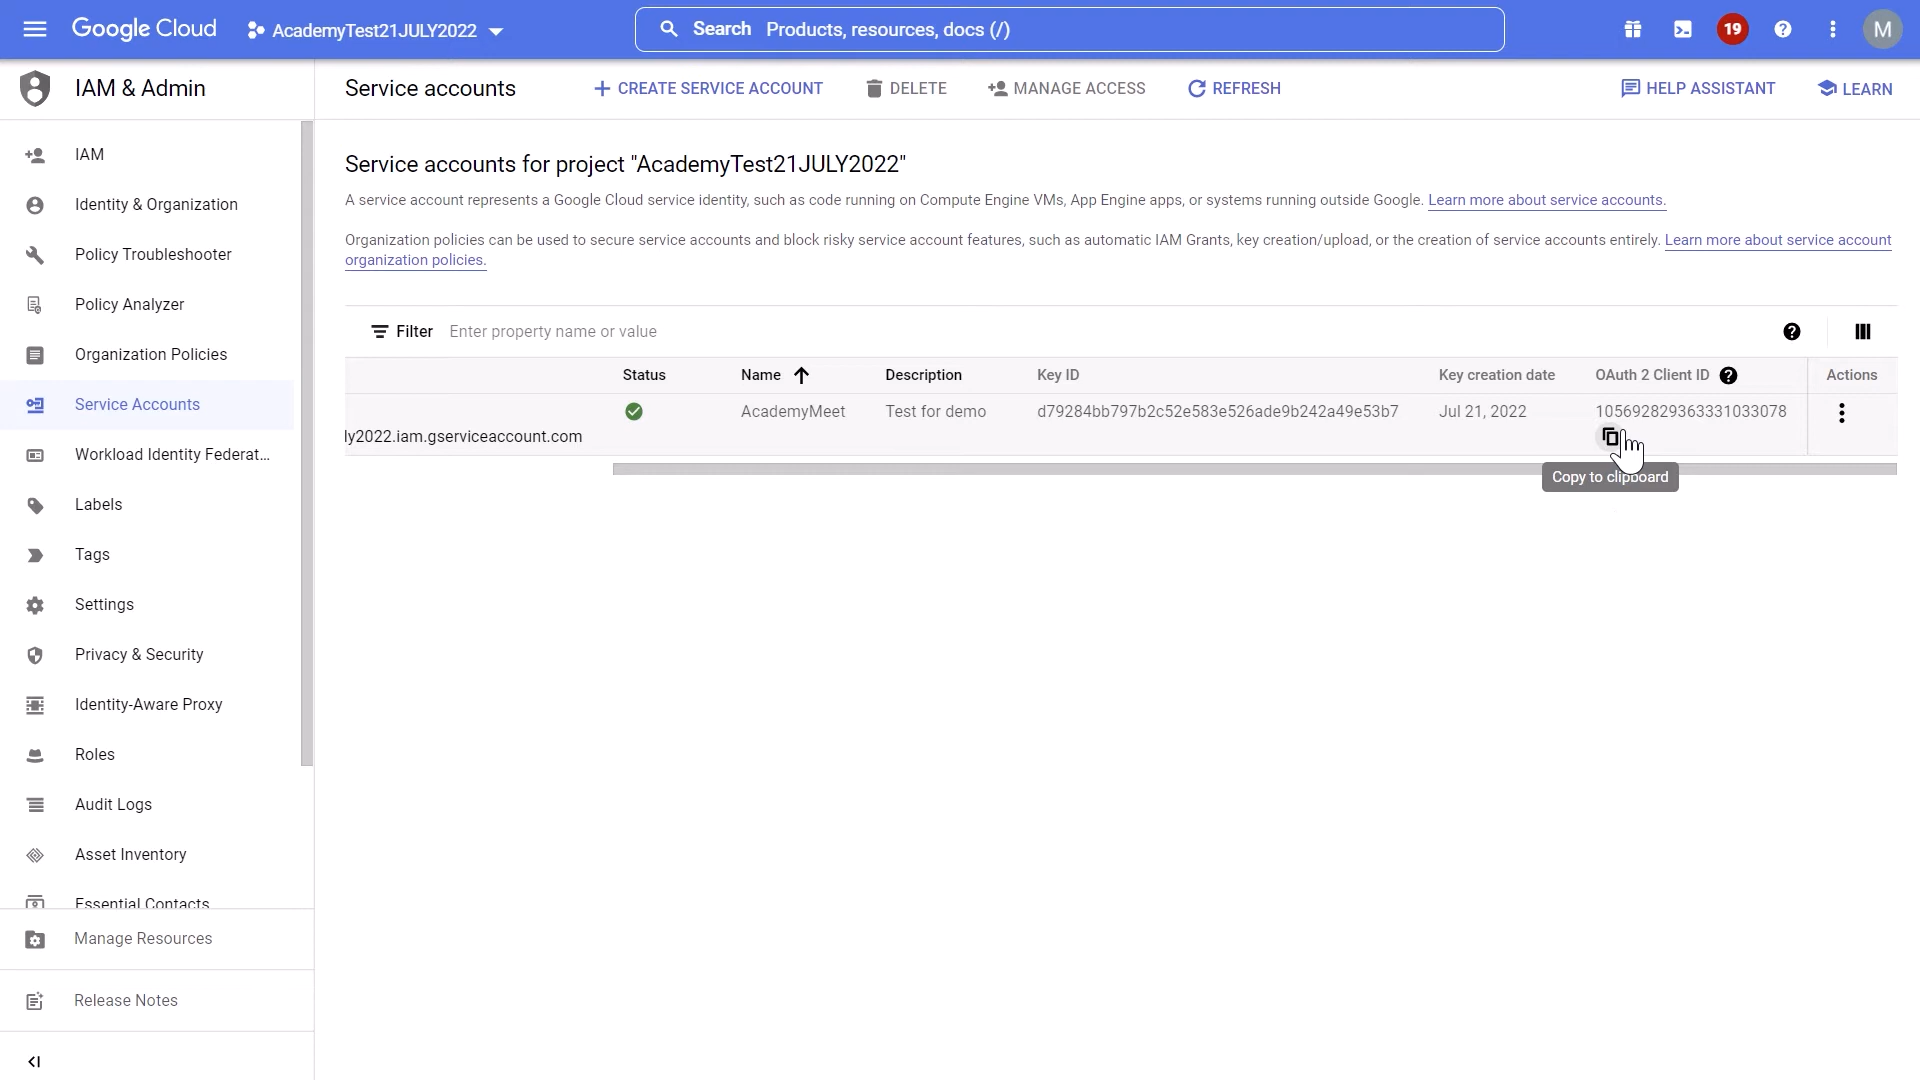 Google Cloud
AcademyTest21JULY2022
Search Products, resources, docs (/)
19
M
IAM & Admin
Service accounts
CREATE SERVICE ACCOUNT
DELETE
MANAGE ACCESS
REFRESH
HELP ASSISTANT
LEARN
IAM
Identity & Organization
Policy Troubleshooter
Policy Analyzer
Organization Policies
Service Accounts
Workload Identity Federat...
Labels
Tags
Settings
Privacy & Security
Identity-Aware Proxy
Roles
Audit Logs
Asset Inventory
Essential Contacts
Manage Resources
Release Notes
Service accounts for project "AcademyTest21JULY2022"
A service account represents a Google Cloud service identity, such as code running on Compute Engine VMs, App Engine apps, or systems running outside Google. Learn more about service accounts.
Organization policies can be used to secure service accounts and block risky service account features, such as automatic IAM Grants, key creation/upload, or the creation of service accounts entirely. Learn more about service account
organization policies.
Filter Enter property name or value
Status Name Description Key ID Key creation date OAuth 2 Client ID Actions
AcademyMeet Test for demo d79284bb797b2c52e583e526ade9b242a49e53b7 Jul 21, 2022 105692829363331033078
ly2022.iam.gserviceaccount.com
Copy to clipboard